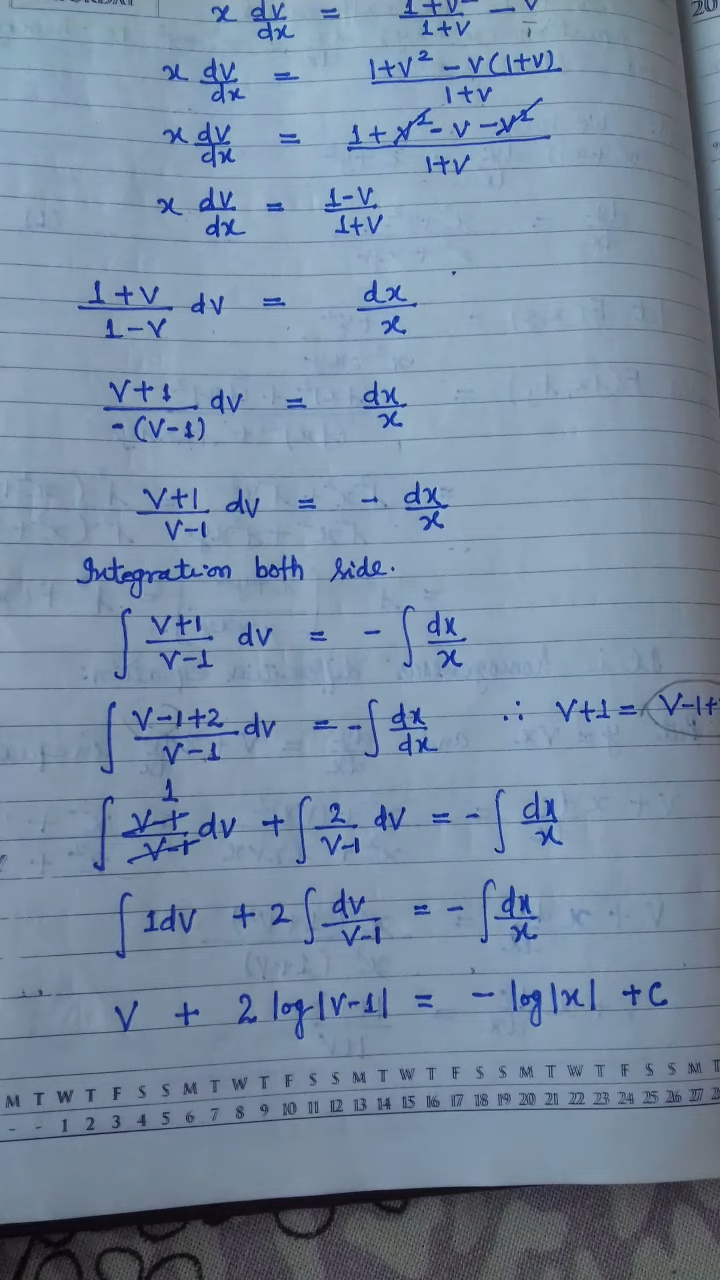 x dv/dx = 1+v² / 1+v - v
x dv/dx = 1+v² - v(1+v) / 1+v
x dv/dx = 1 + v² - v - v² / 1+v
x dv/dx = 1-v / 1+v
1+v / 1-v dv = dx / x
v+1 / -(v-1) dv = dx / x
v+1 / v-1 dv = - dx / x
Integration both side.
∫ v+1 / v-1 dv = - ∫ dx / x
∫ v-1+2 / v-1 dv = - ∫ dx / dx ∴ v+1 = v-1+
1
∫ v-1 / v-1 dv + ∫ 2 / v-1 dv = - ∫ dx / x
∫ 1dv + 2 ∫ dv / v-1 = - ∫ dx / x
v + 2 log|v-1| = - log|x| + c
M T W T F S S M T W T F S S M T W T F S S M T W T F S S M T
- - 1 2 3 4 5 6 7 8 9 10 11 12 13 14 15 16 17 18 19 20 21 22 23 24 25 26 27